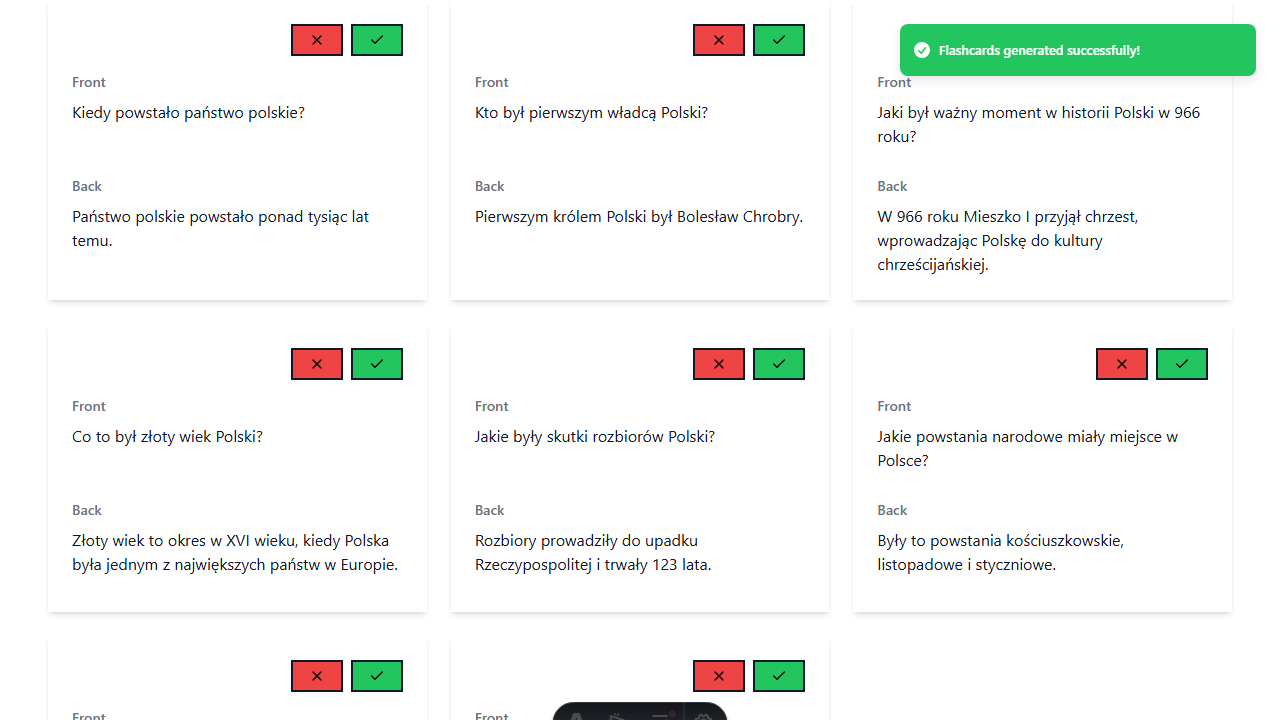 Flashcards generated successfully!
Front
Kiedy powstało państwo polskie?
Back
Państwo polskie powstało ponad tysiąc lat
temu.
Front
Kto był pierwszym władcą Polski?
Back
Pierwszym królem Polski był Bolesław Chrobry.
Front
Jaki był ważny moment w historii Polski w 966
roku?
Back
W 966 roku Mieszko I przyjął chrzest,
wprowadzając Polskę do kultury
chrześcijańskiej.
Front
Co to był złoty wiek Polski?
Back
Złoty wiek to okres w XVI wieku, kiedy Polska
była jednym z największych państw w Europie.
Front
Jakie były skutki rozbiorów Polski?
Back
Rozbiory prowadziły do upadku
Rzeczypospolitej i trwały 123 lata.
Front
Jakie powstania narodowe miały miejsce w
Polsce?
Back
Były to powstania kościuszkowskie,
listopadowe i styczniowe.
Front
Front